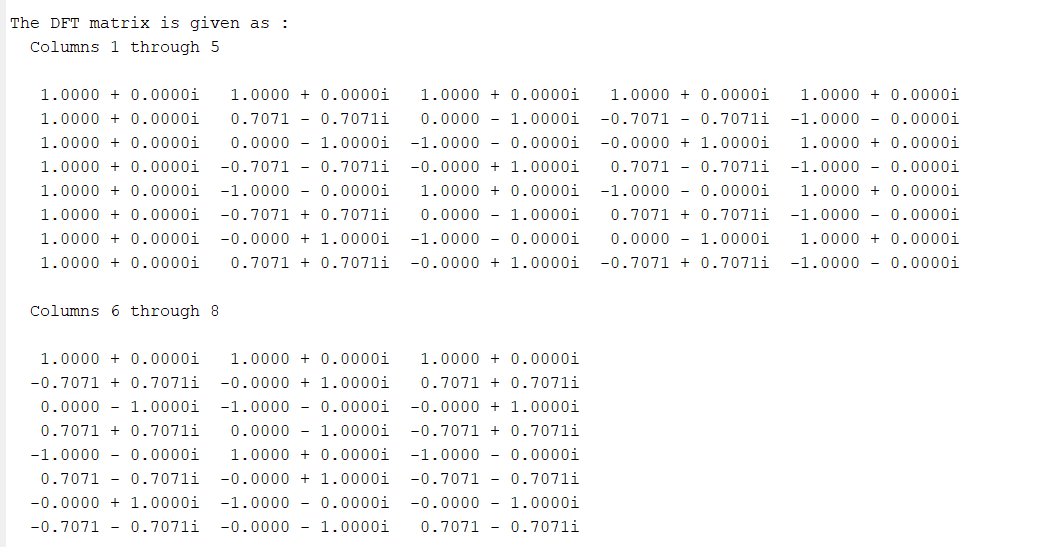 The DFT matrix is given as :
Columns 1 through 5
1.0000 + 0.0000i 1.0000 + 0.0000i 1.0000 + 0.0000i 1.0000 + 0.0000i 1.0000 + 0.0000i
1.0000 + 0.0000i 0.7071 - 0.7071i 0.0000 - 1.0000i -0.7071 - 0.7071i -1.0000 - 0.0000i
1.0000 + 0.0000i 0.0000 - 1.0000i -1.0000 - 0.0000i -0.0000 + 1.0000i 1.0000 + 0.0000i
1.0000 + 0.0000i -0.7071 - 0.7071i -0.0000 + 1.0000i 0.7071 - 0.7071i -1.0000 - 0.0000i
1.0000 + 0.0000i -1.0000 - 0.0000i 1.0000 + 0.0000i -1.0000 - 0.0000i 1.0000 + 0.0000i
1.0000 + 0.0000i -0.7071 + 0.7071i 0.0000 - 1.0000i 0.7071 + 0.7071i -1.0000 - 0.0000i
1.0000 + 0.0000i -0.0000 + 1.0000i -1.0000 - 0.0000i 0.0000 - 1.0000i 1.0000 + 0.0000i
1.0000 + 0.0000i 0.7071 + 0.7071i -0.0000 + 1.0000i -0.7071 + 0.7071i -1.0000 - 0.0000i
Columns 6 through 8
1.0000 + 0.0000i 1.0000 + 0.0000i 1.0000 + 0.0000i
-0.7071 + 0.7071i -0.0000 + 1.0000i 0.7071 + 0.7071i
0.0000 - 1.0000i -1.0000 - 0.0000i -0.0000 + 1.0000i
0.7071 + 0.7071i 0.0000 - 1.0000i -0.7071 + 0.7071i
-1.0000 - 0.0000i 1.0000 + 0.0000i -1.0000 - 0.0000i
0.7071 - 0.7071i -0.0000 + 1.0000i -0.7071 - 0.7071i
-0.0000 + 1.0000i -1.0000 - 0.0000i -0.0000 - 1.0000i
-0.7071 - 0.7071i -0.0000 - 1.0000i 0.7071 - 0.7071i